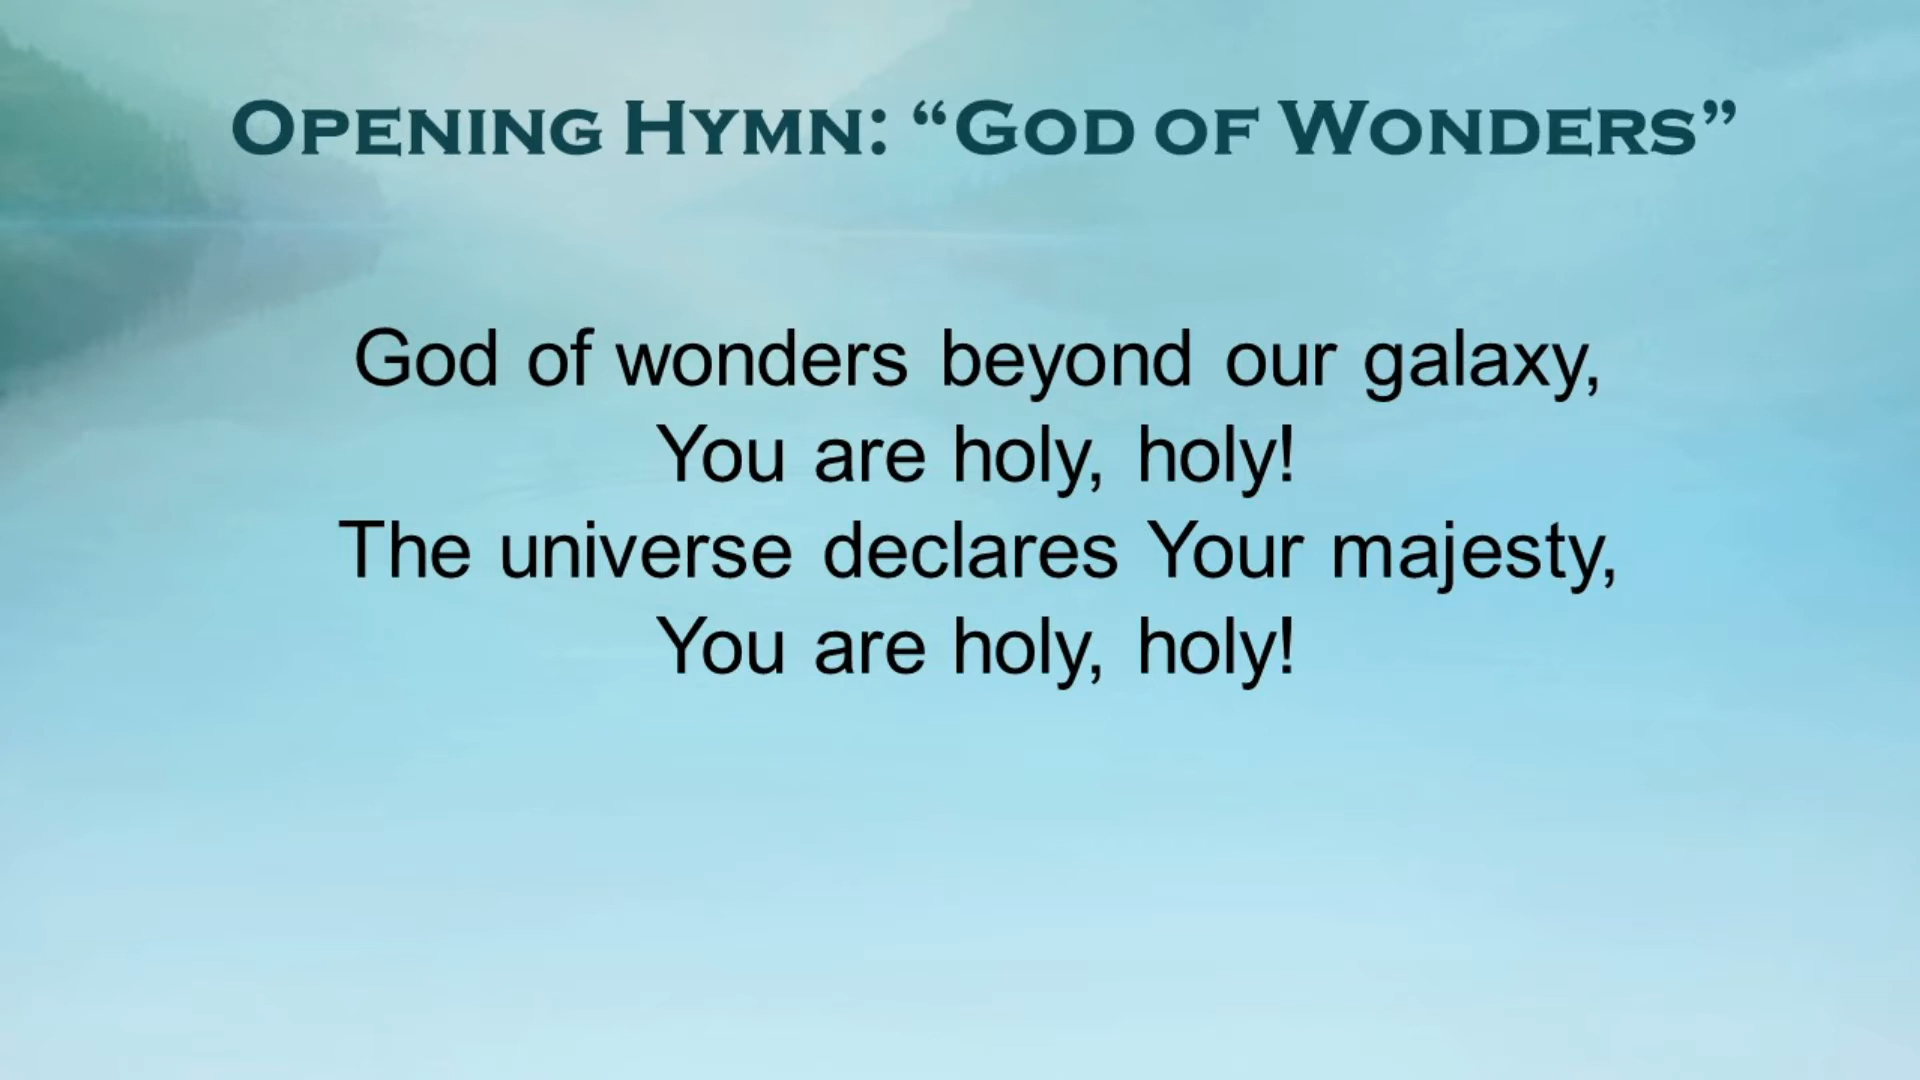 Opening Hymn: “God of Wonders”
God of wonders beyond our galaxy,
You are holy, holy!
The universe declares Your majesty,
You are holy, holy!